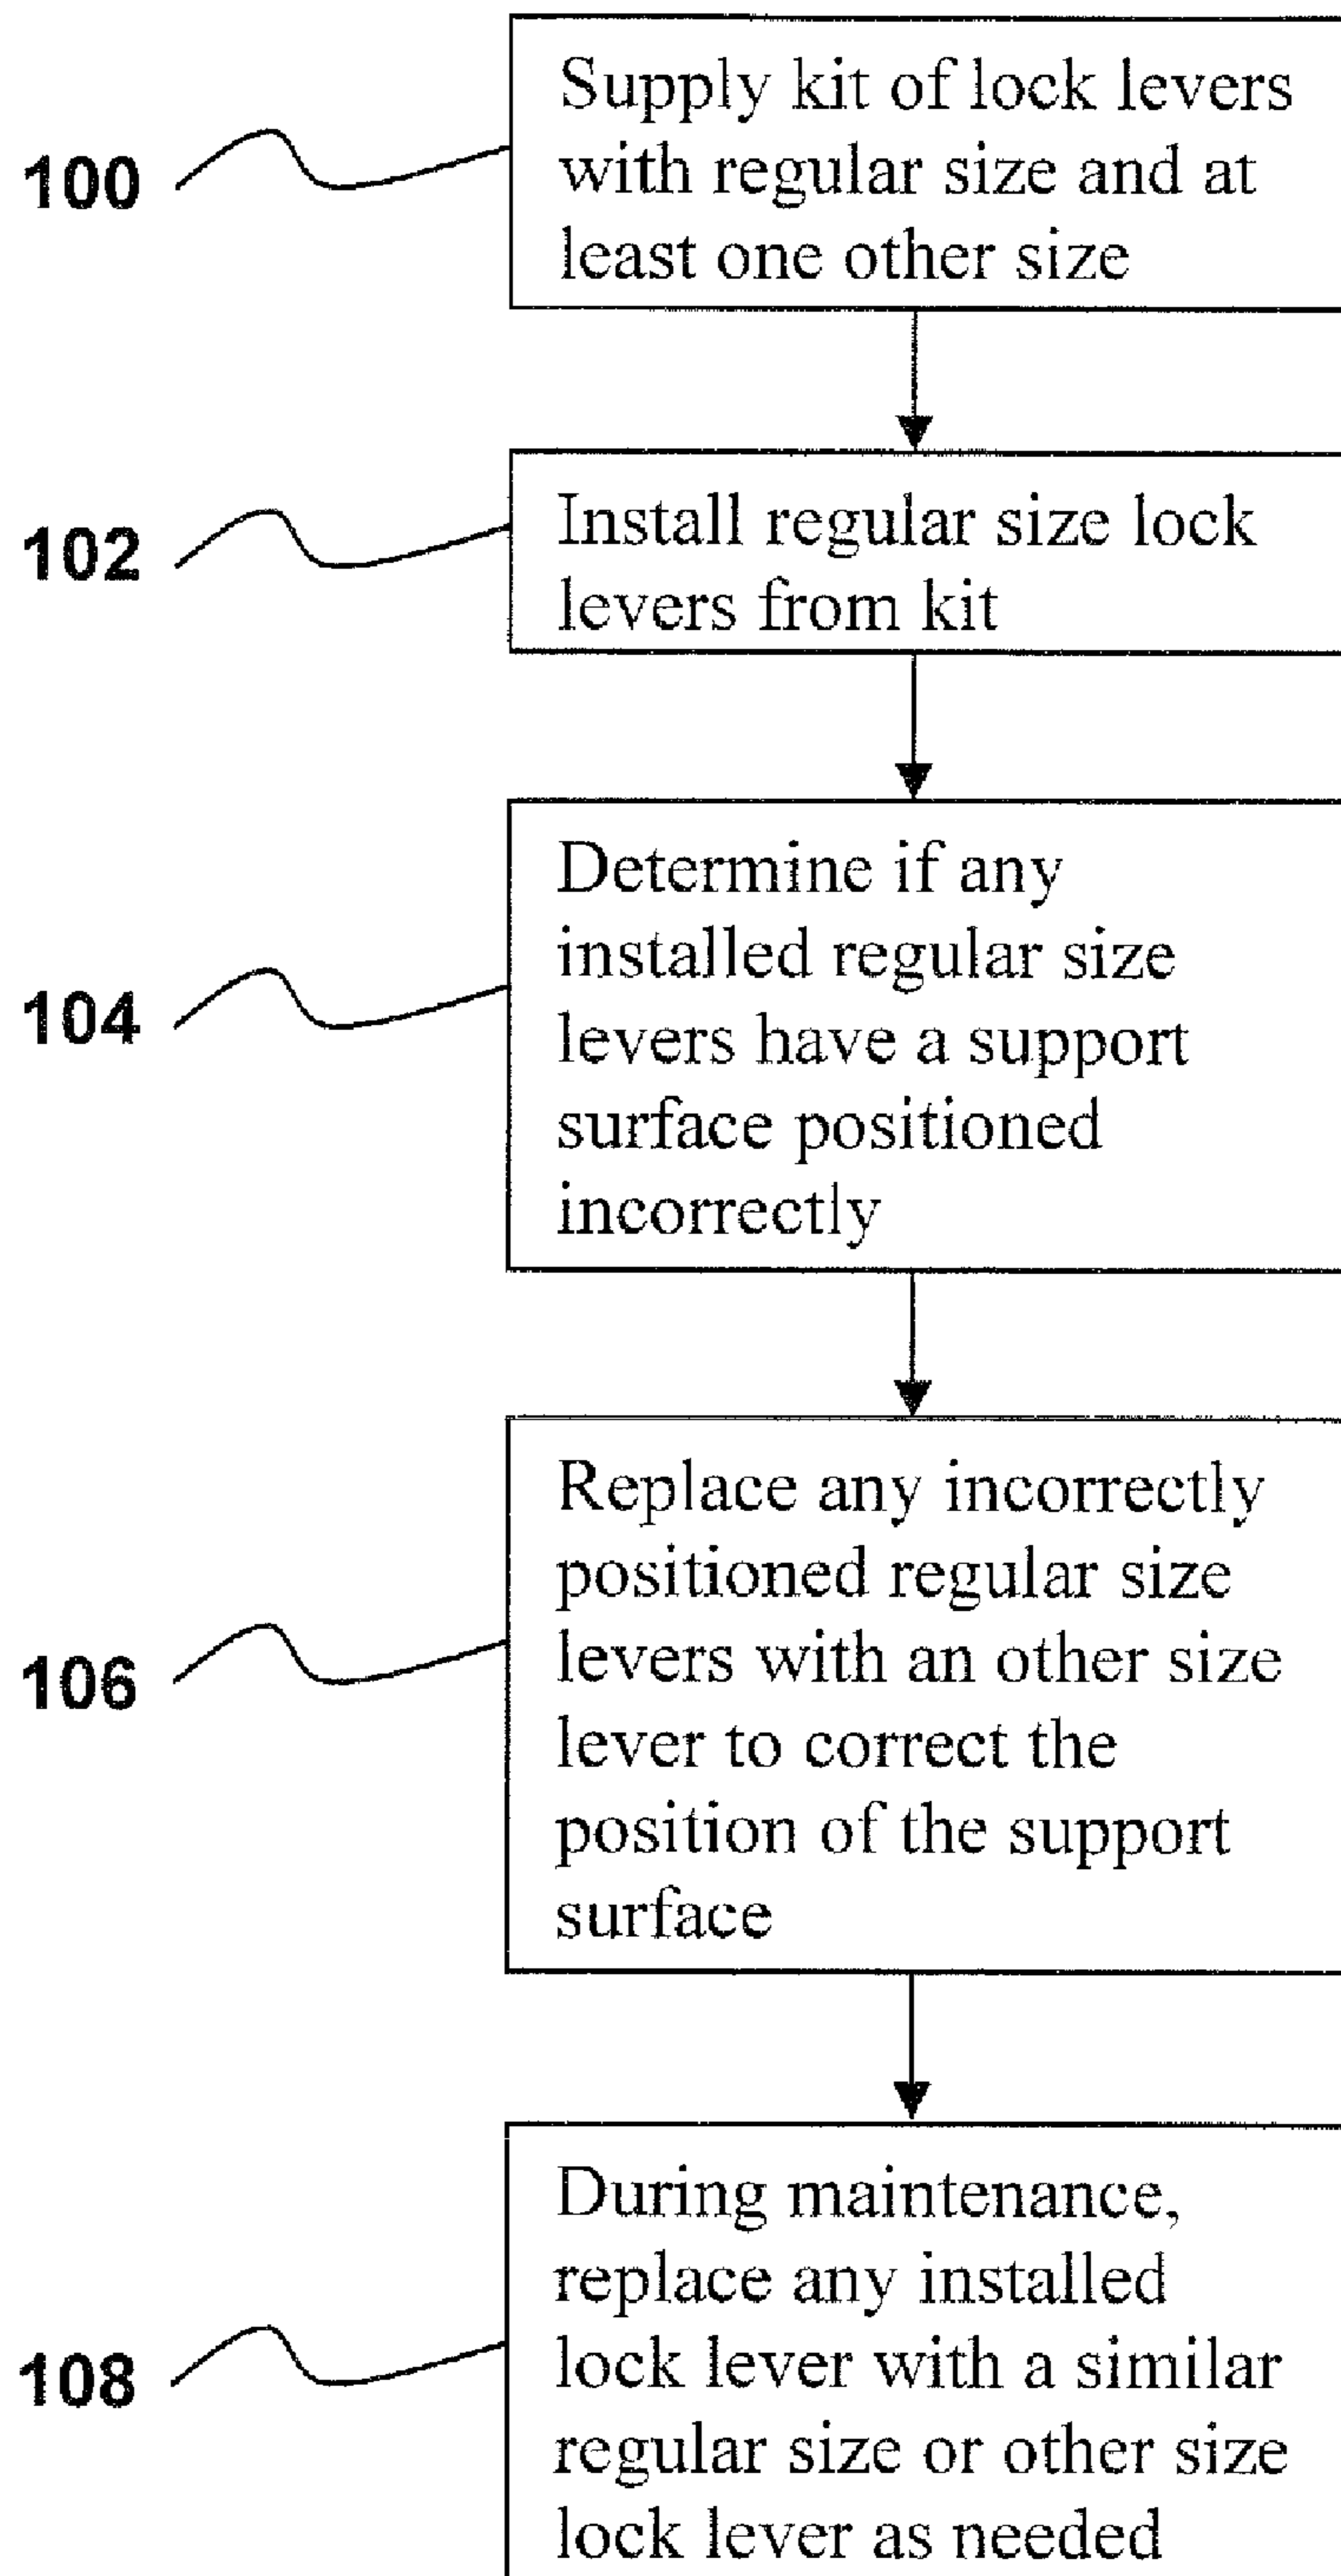 100
Supply kit of lock levers
with regular size and at
least one other size
102
Install regular size lock
levers from kit
104
Determine if any
installed regular size
levers have a support
surface positioned
incorrectly
106
Replace any incorrectly
positioned regular size
levers with an other size
lever to correct the
position of the support
surface
108
During maintenance,
replace any installed
lock lever with a similar
regular size or other size
lock lever as needed